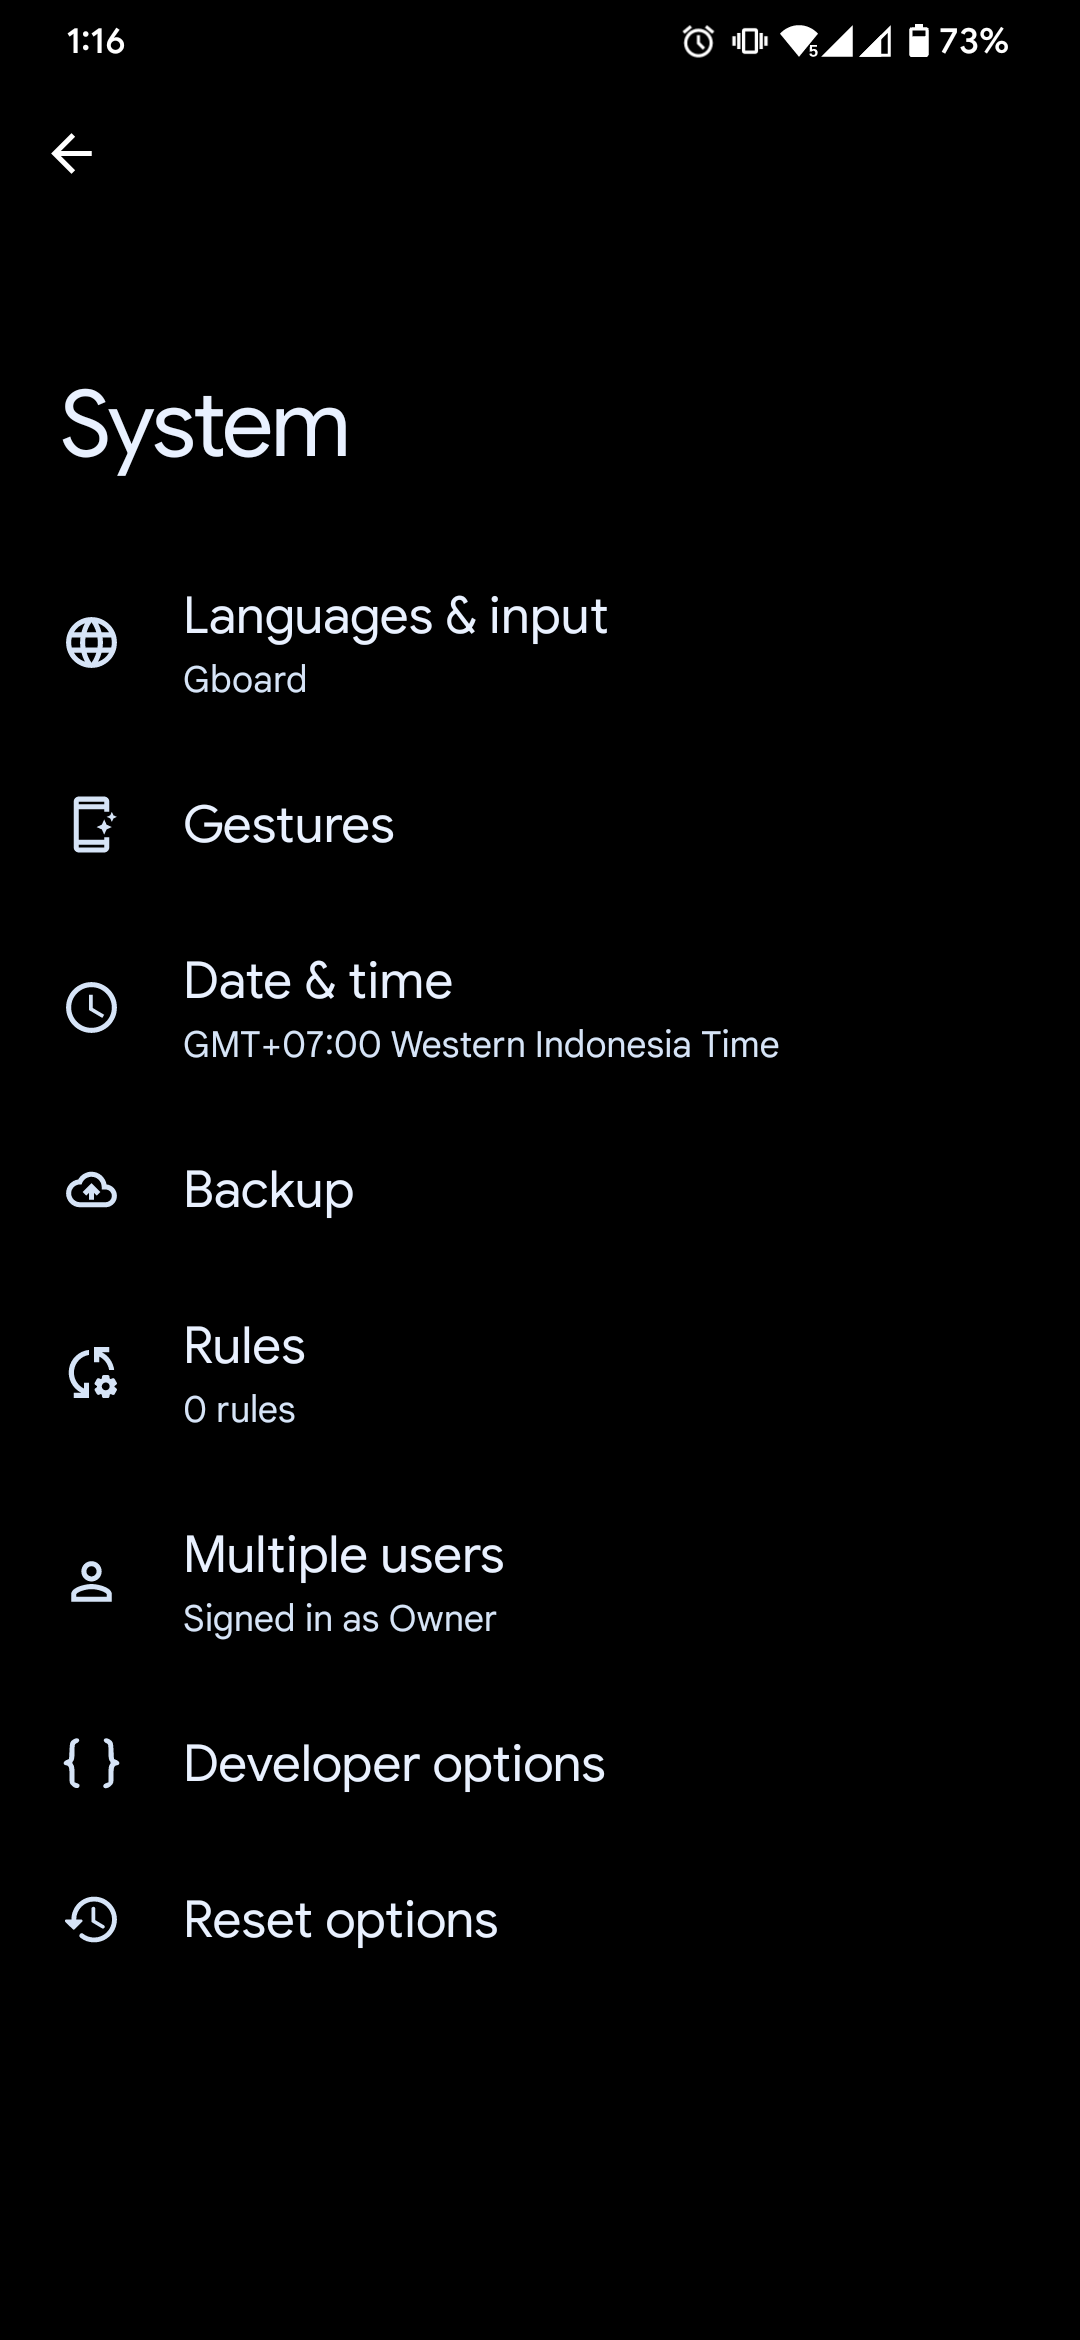 1:16
5
73%
System
Languages & input
Gboard
Gestures
Date & time
GMT+07:00 Western Indonesia Time
Backup
Rules
0 rules
Multiple users
Signed in as Owner
Developer options
Reset options